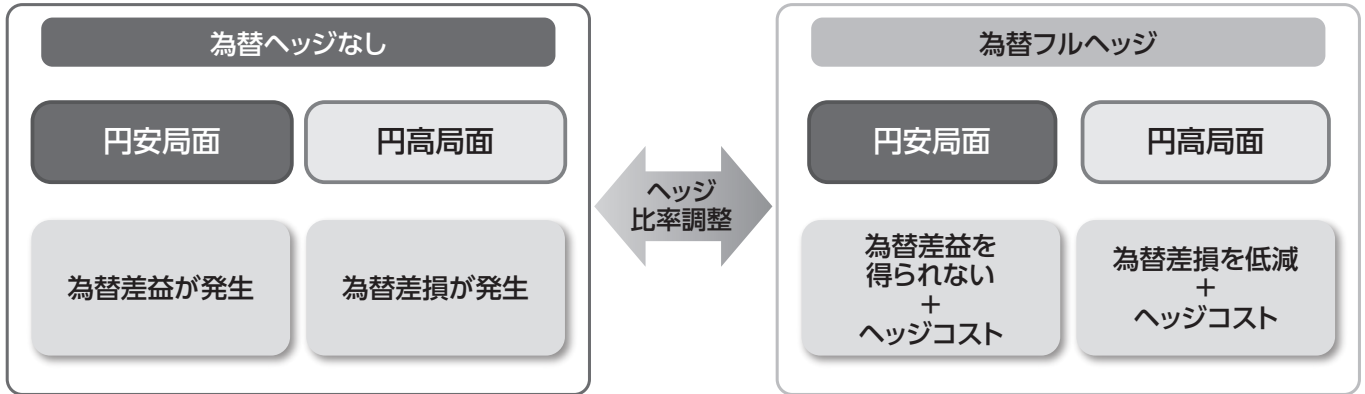 為替ヘッジなし
円安局面
円高局面
為替差益が発生
為替差損が発生
ヘッジ
比率調整
為替フルヘッジ
円安局面
円高局面
為替差益を
得られない
＋
ヘッジコスト
為替差損を低減
＋
ヘッジコスト